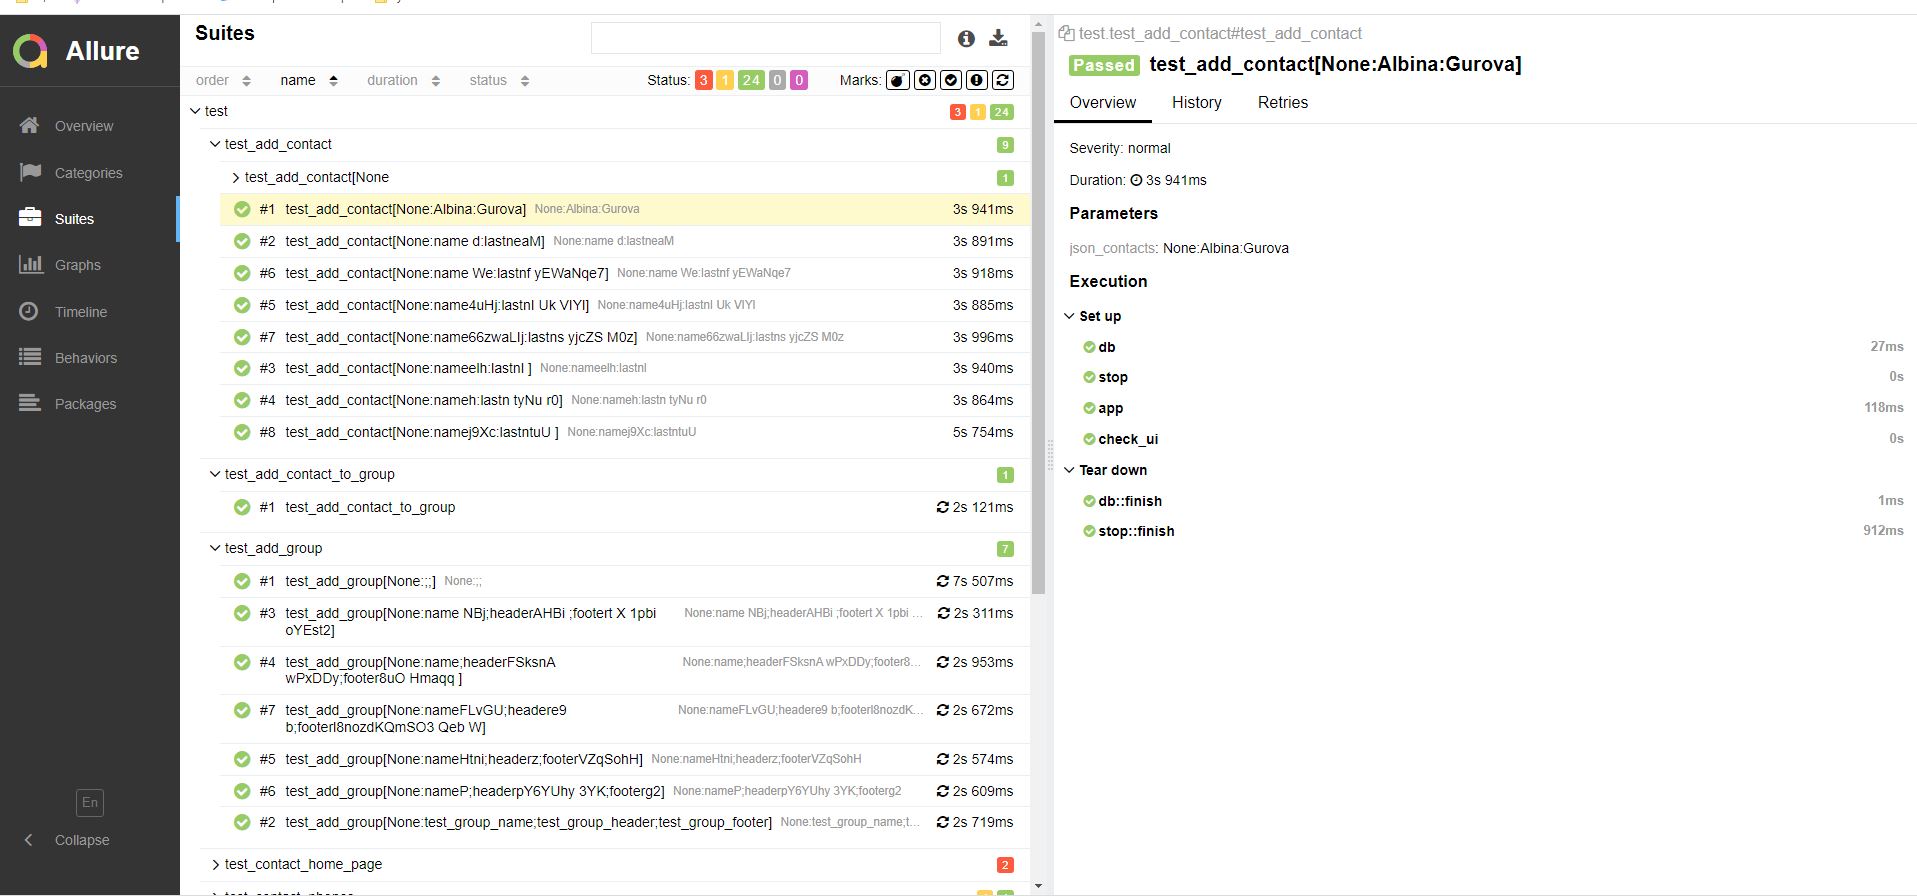 Allure
Overview
Categories
Suites
Graphs
Timeline
Behaviors
Packages
En
Collapse
Suites
order name duration status Status: 3 1 24 0 0 Marks:
test 3 1 24
test_add_contact 9
test_add_contact[None 1
#1 test_add_contact[None:Albina:Gurova] None:Albina:Gurova 3s 941ms
#2 test_add_contact[None:name d:lastneaM] None:name d:lastneaM 3s 891ms
#6 test_add_contact[None:name We:lastnf yEWaNqe7] None:name We:lastnf yEWaNqe7 3s 918ms
#5 test_add_contact[None:name4uHj:lastnI Uk VIYI] None:name4uHj:lastnI Uk VIYI 3s 885ms
#7 test_add_contact[None:name66zwaLIj:lastns yjcZS M0z] None:name66zwaLIj:lastns yjcZS M0z 3s 996ms
#3 test_add_contact[None:nameelh:lastnl ] None:nameelh:lastnl 3s 940ms
#4 test_add_contact[None:nameh:lastn tyNu r0] None:nameh:lastn tyNu r0 3s 864ms
#8 test_add_contact[None:namej9Xc:lastntuU ] None:namej9Xc:lastntuU 5s 754ms
test_add_contact_to_group 1
#1 test_add_contact_to_group 2s 121ms
test_add_group 7
#1 test_add_group[None:;;] None:;; 7s 507ms
#3 test_add_group[None:name NBj;headerAHBi ;footert X 1pbi None:name NBj;headerAHBi ;footert X 1pbi ... 2s 311ms
oYEst2]
#4 test_add_group[None:name;headerFSksnA None:name;headerFSksnA wPxDDy;footer8... 2s 953ms
wPxDDy;footer8uO Hmaqq ]
#7 test_add_group[None:nameFLvGU;headere9 None:nameFLvGU;headere9 b;footerI8nozdK... 2s 672ms
b;footerI8nozdKQmSO3 Qeb W]
#5 test_add_group[None:nameHtni;headerz;footerVZqSohH] None:nameHtni;headerz;footerVZqSohH 2s 574ms
#6 test_add_group[None:nameP;headerpY6YUhy 3YK;footerg2] None:nameP;headerpY6YUhy 3YK;footerg2 2s 609ms
#2 test_add_group[None:test_group_name;test_group_header;test_group_footer] None:test_group_name;t... 2s 719ms
test_contact_home_page 2
test.test_add_contact#test_add_contact
Passed test_add_contact[None:Albina:Gurova]
Overview History Retries
Severity: normal
Duration: 3s 941ms
Parameters
json_contacts: None:Albina:Gurova
Execution
Set up
db 27ms
stop 0s
app 118ms
check_ui 0s
Tear down
db::finish 1ms
stop::finish 912ms